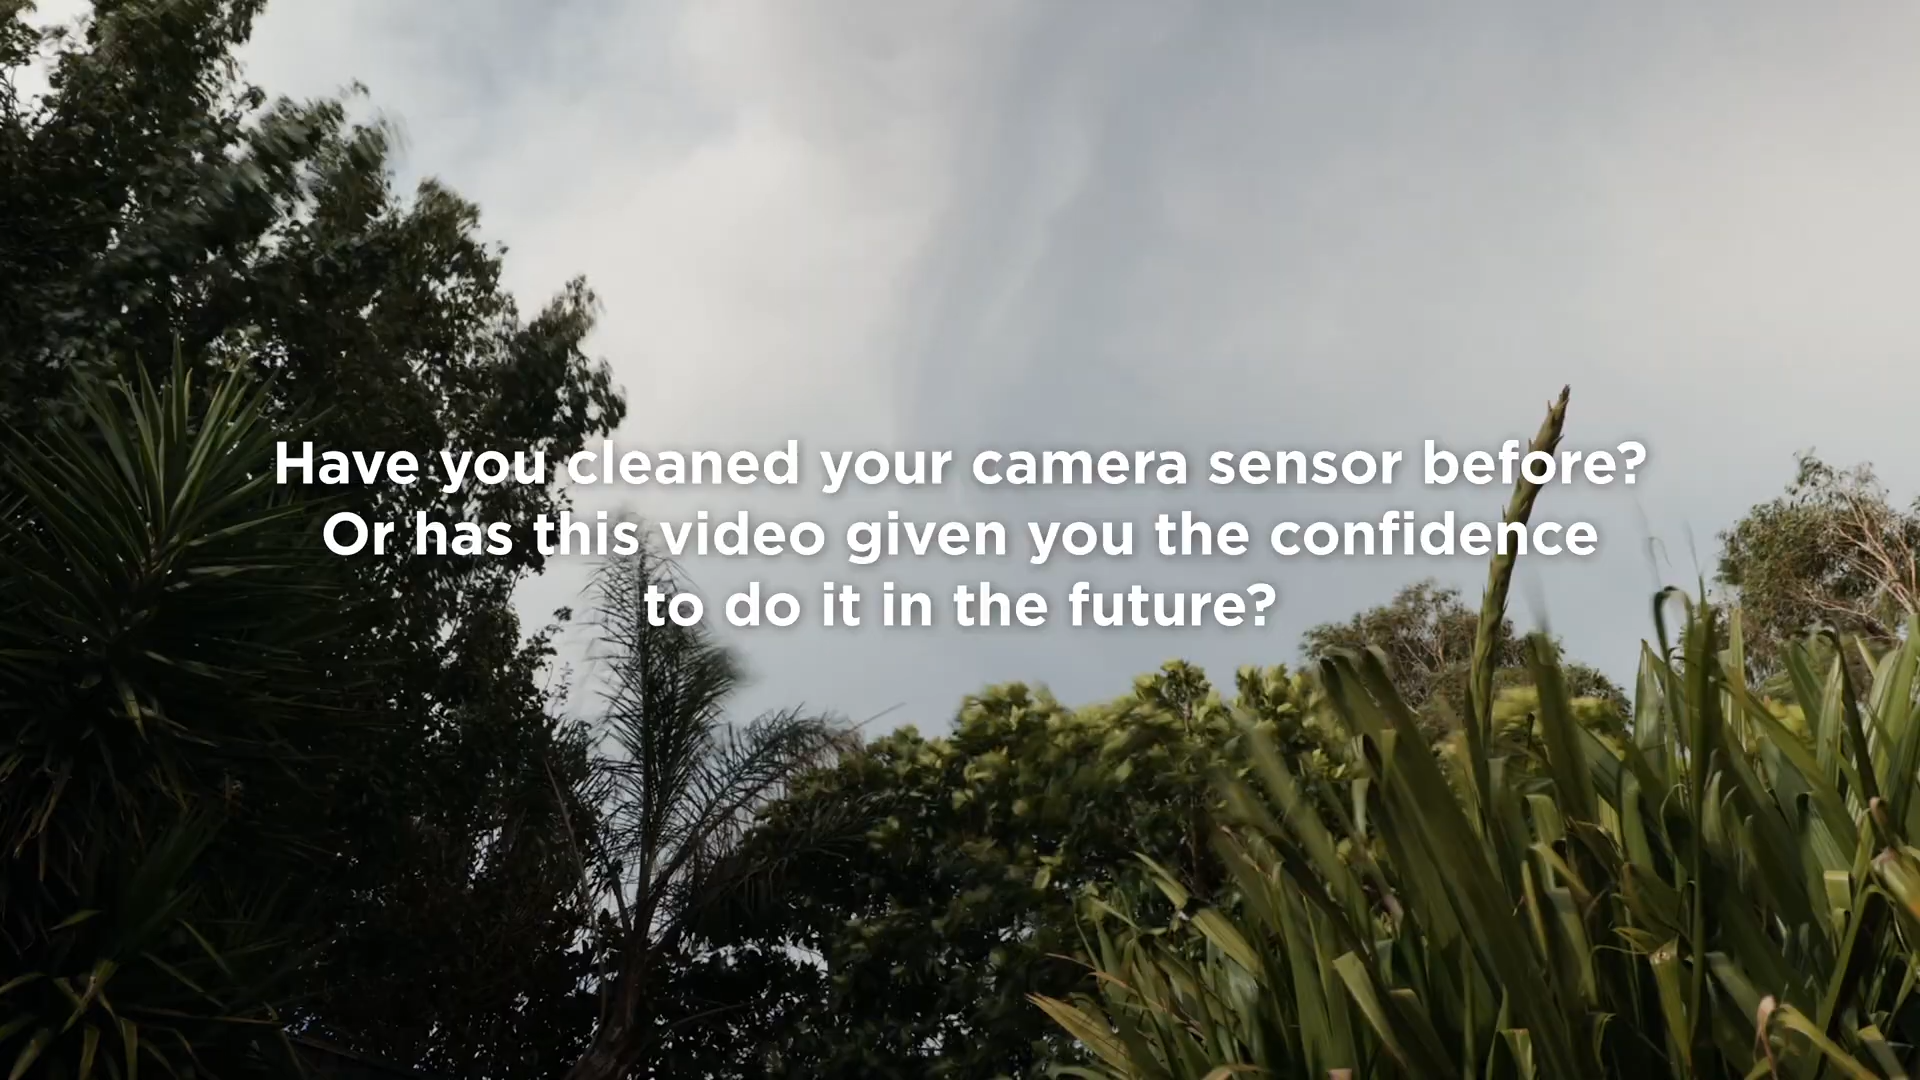 Have you cleaned your camera sensor before?
Or has this video given you the confidence
to do it in the future?